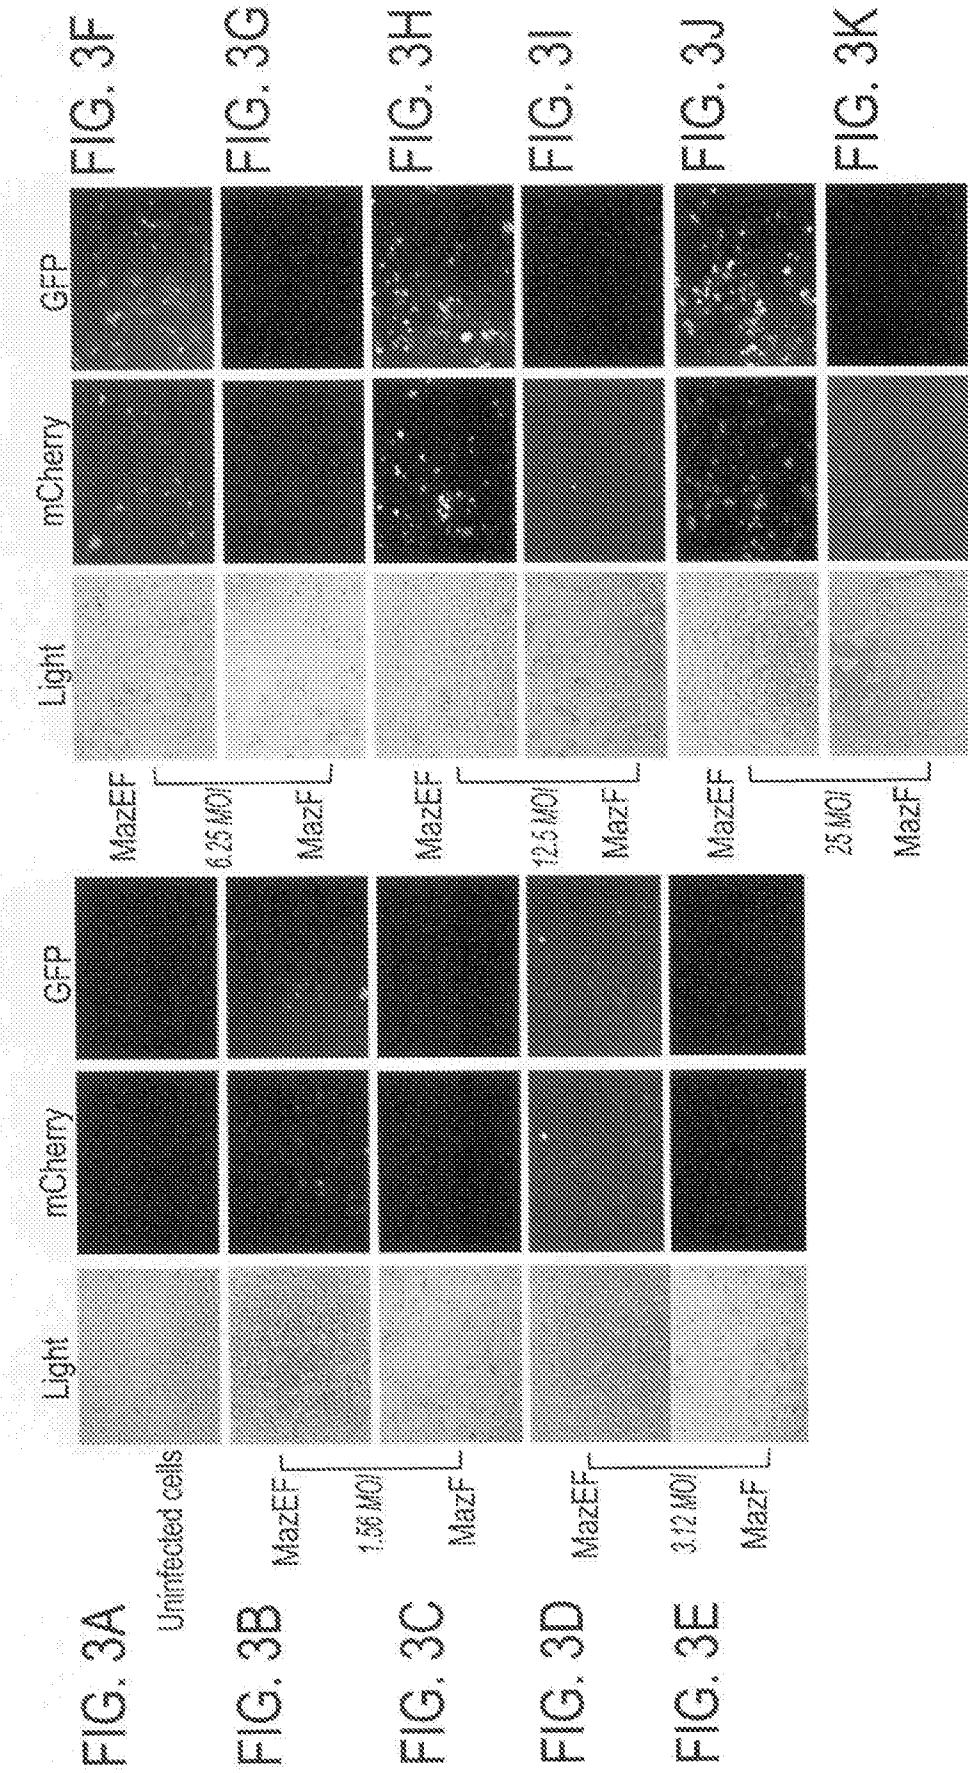 FIG. 3A
Uninfected cells
FIG. 3B
MazEF
1.56 MOI
FIG. 3C
MazF
FIG. 3D
MazEF
3.12 MOI
FIG. 3E
MazF
Light
mCherry
GFP
MazEF
6.25 MOI
MazF
MazEF
12.5 MOI
MazF
MazEF
25 MOI
MazF
Light
mCherry
GFP
FIG. 3F
FIG. 3G
FIG. 3H
FIG. 3I
FIG. 3J
FIG. 3K